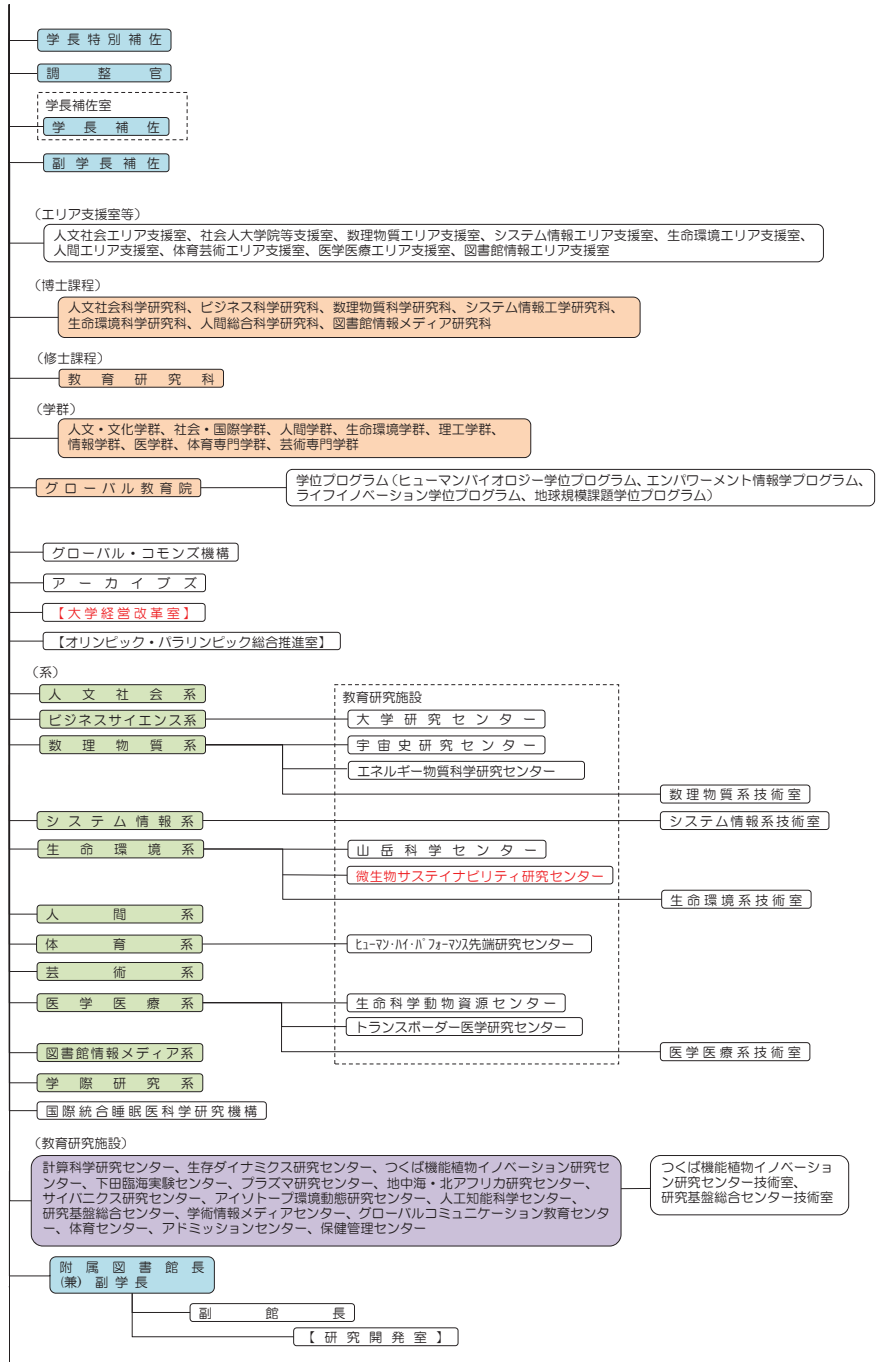 学長特別補佐
調整官
学長補佐室
学長補佐
副学長補佐
（エリア支援室等）
人文社会エリア支援室、社会人大学院等支援室、数理物質エリア支援室、システム情報エリア支援室、生命環境エリア支援室、
人間エリア支援室、体育芸術エリア支援室、医学医療エリア支援室、図書館情報エリア支援室
（博士課程）
人文社会科学研究科、ビジネス科学研究科、数理物質科学研究科、システム情報工学研究科、
生命環境科学研究科、人間総合科学研究科、図書館情報メディア研究科
（修士課程）
教育研究科
（学群）
人文・文化学群、社会・国際学群、人間学群、生命環境学群、理工学群、
情報学群、医学群、体育専門学群、芸術専門学群
グローバル教育院
学位プログラム（ヒューマンバイオロジー学位プログラム、エンパワーメント情報学プログラム、
ライフイノベーション学位プログラム、地球規模課題学位プログラム）
グローバル・コモンズ機構
アーカイブズ
【大学経営改革室】
【オリンピック・パラリンピック総合推進室】
（系）
人文社会系
教育研究施設
ビジネスサイエンス系
大学研究センター
数理物質系
宇宙史研究センター
エネルギー物質科学研究センター
数理物質系技術室
システム情報系
システム情報系技術室
生命環境系
山岳科学センター
微生物サステイナビリティ研究センター
生命環境系技術室
人間系
体育系
ﾋｭｰﾏﾝ･ﾊｲ･ﾊﾟﾌｫｰﾏﾝｽ先端研究センター
芸術系
医学医療系
生命科学動物資源センター
トランスボーダー医学研究センター
図書館情報メディア系
医学医療系技術室
学際研究系
国際統合睡眠医科学研究機構
（教育研究施設）
計算科学研究センター、生存ダイナミクス研究センター、つくば機能植物イノベーション研究セ
ンター、下田臨海実験センター、プラズマ研究センター、地中海・北アフリカ研究センター、
サイバニクス研究センター、アイソトープ環境動態研究センター、人工知能科学センター、
研究基盤総合センター、学術情報メディアセンター、グローバルコミュニケーション教育センタ
ー、体育センター、アドミッションセンター、保健管理センター
つくば機能植物イノベーショ
ン研究センター技術室、
研究基盤総合センター技術室
附属図書館長
(兼) 副学長
副館長
【研究開発室】